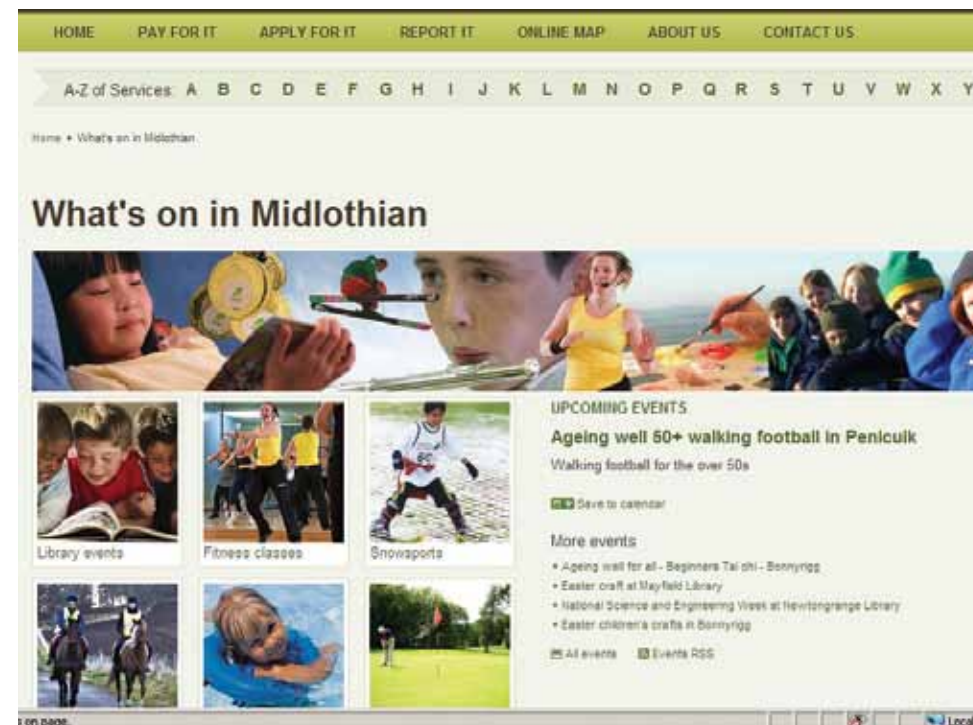 HOME PAY FOR IT APPLY FOR IT REPORT IT ONLINE MAP ABOUT US CONTACT US
A-Z of Services A B C D E F G H I J K L M N O P Q R S T U V W X Y
Home • What's on in Midlothian
What's on in Midlothian
UPCOMING EVENTS
Ageing well 50+ walking football in Penicuik
Walking football for the over 50s
Save to calendar
Library events
Fitness classes
Snowsports
More events
• Ageing well for all - Beginners Tai chi - Bonnyrigg
• Easter craft at Mayfield Library
• National Science and Engineering Week at Newtongrange Library
• Easter children's crafts in Bonnyrigg
All events Events RSS
on page